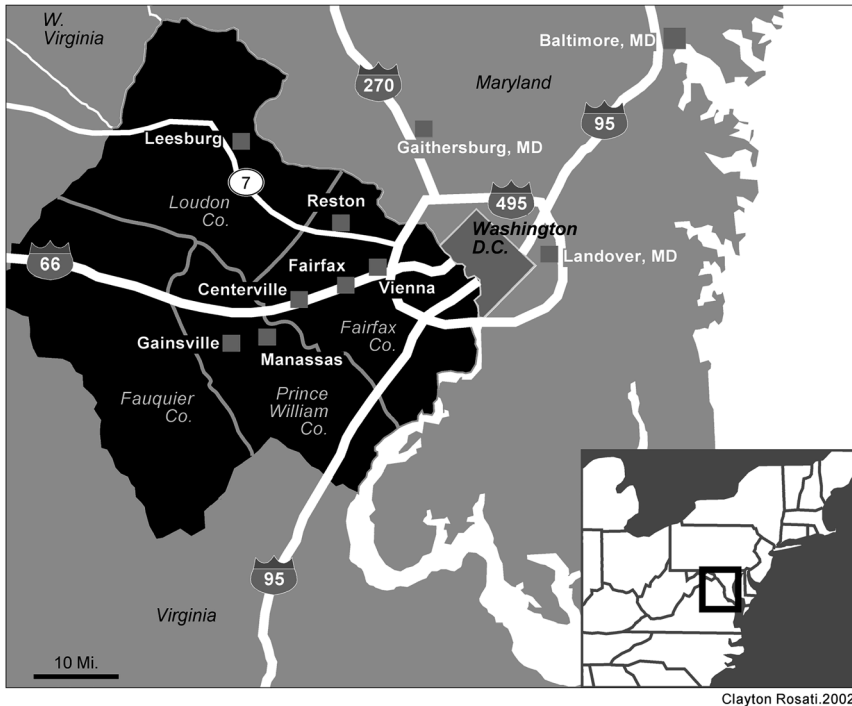 W.
Virginia
Baltimore, MD
270
Maryland
95
Leesburg
Gaithersburg, MD
7
Loudon
Co.
Reston
495
Washington
D.C.
66
Fairfax
Landover, MD
Centerville
Vienna
Gainsville
Fairfax
Co.
Manassas
Fauquier
Co.
Prince
William
Co.
95
Virginia
10 Mi.
Clayton Rosati.2002